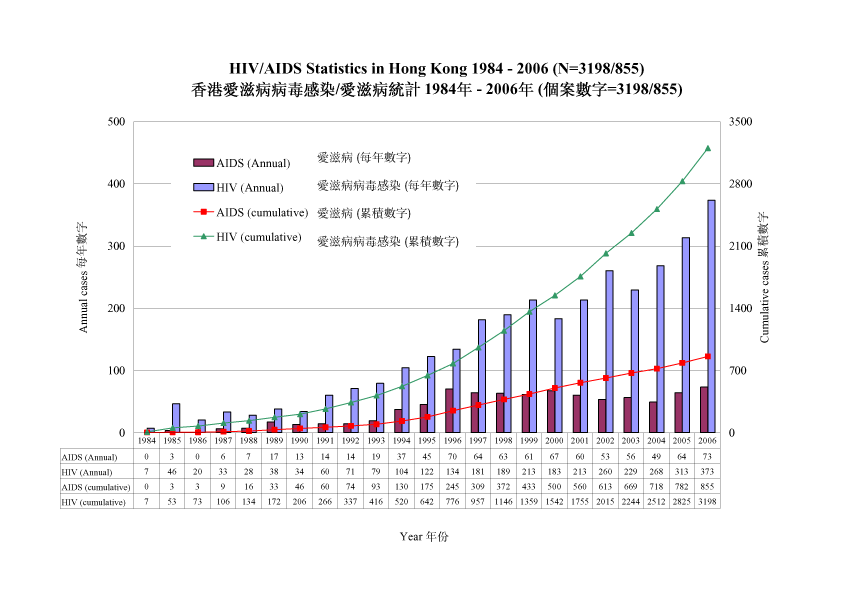 HIV/AIDS Statistics in Hong Kong 1984 - 2006 (N=3198/855)
香港愛滋病病毒感染/愛滋病統計 1984年 - 2006年 (個案數字=3198/855)
500 3500
AIDS (Annual) 愛滋病 (每年數字)
400 2800
HIV (Annual) 愛滋病病毒感染 (每年數字)
AIDS (cumulative) 愛滋病 (累積數字)
HIV (cumulative) 愛滋病病毒感染 (累積數字)
300 2100
Annual cases 每年數字
Cumulative cases 累積數字
200 1400
100 700
0 0
1984 1985 1986 1987 1988 1989 1990 1991 1992 1993 1994 1995 1996 1997 1998 1999 2000 2001 2002 2003 2004 2005 2006
AIDS (Annual) 0 3 0 6 7 17 13 14 14 19 37 45 70 64 63 61 67 60 53 56 49 64 73
HIV (Annual) 7 46 20 33 28 38 34 60 71 79 104 122 134 181 189 213 183 213 260 229 268 313 373
AIDS (cumulative) 0 3 3 9 16 33 46 60 74 93 130 175 245 309 372 433 500 560 613 669 718 782 855
HIV (cumulative) 7 53 73 106 134 172 206 266 337 416 520 642 776 957 1146 1359 1542 1755 2015 2244 2512 2825 3198
Year 年份